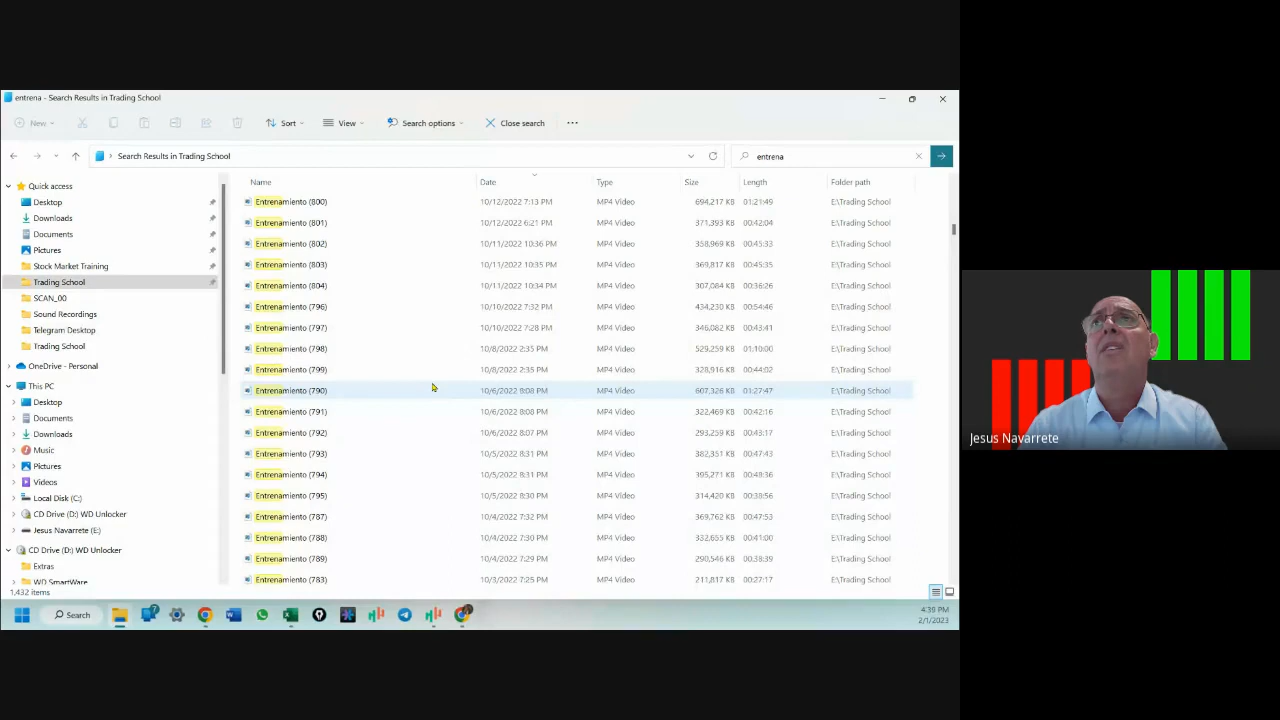 entrena - Search Results in Trading School
New
Sort
View
Search options
Close search
Search Results in Trading School
entrena
Quick access
Desktop
Downloads
Documents
Pictures
Stock Market Training
Trading School
SCAN_00
Sound Recordings
Telegram Desktop
Trading School
OneDrive - Personal
This PC
Desktop
Documents
Downloads
Music
Pictures
Videos
Local Disk (C:)
CD Drive (D:) WD Unlocker
Jesus Navarrete (E:)
CD Drive (D:) WD Unlocker
Extras
WD SmartWare
Name Date Type Size Length Folder path
Entrenamiento (800) 10/12/2022 7:13 PM MP4 Video 694,217 KB 01:21:49 E:\Trading School
Entrenamiento (801) 10/12/2022 6:21 PM MP4 Video 371,393 KB 00:42:04 E:\Trading School
Entrenamiento (802) 10/11/2022 10:36 PM MP4 Video 358,969 KB 00:45:33 E:\Trading School
Entrenamiento (803) 10/11/2022 10:35 PM MP4 Video 369,817 KB 00:45:35 E:\Trading School
Entrenamiento (804) 10/11/2022 10:34 PM MP4 Video 307,084 KB 00:36:26 E:\Trading School
Entrenamiento (796) 10/10/2022 7:32 PM MP4 Video 434,230 KB 00:54:46 E:\Trading School
Entrenamiento (797) 10/10/2022 7:28 PM MP4 Video 346,082 KB 00:43:41 E:\Trading School
Entrenamiento (798) 10/8/2022 2:35 PM MP4 Video 529,259 KB 01:10:00 E:\Trading School
Entrenamiento (799) 10/8/2022 2:35 PM MP4 Video 328,916 KB 00:44:02 E:\Trading School
Entrenamiento (790) 10/6/2022 8:08 PM MP4 Video 607,326 KB 01:27:47 E:\Trading School
Entrenamiento (791) 10/6/2022 8:08 PM MP4 Video 322,469 KB 00:42:16 E:\Trading School
Entrenamiento (792) 10/6/2022 8:07 PM MP4 Video 293,259 KB 00:43:17 E:\Trading School
Entrenamiento (793) 10/5/2022 8:31 PM MP4 Video 382,351 KB 00:47:43 E:\Trading School
Entrenamiento (794) 10/5/2022 8:31 PM MP4 Video 395,271 KB 00:48:36 E:\Trading School
Entrenamiento (795) 10/5/2022 8:30 PM MP4 Video 314,420 KB 00:38:56 E:\Trading School
Entrenamiento (787) 10/4/2022 7:32 PM MP4 Video 369,762 KB 00:47:53 E:\Trading School
Entrenamiento (788) 10/4/2022 7:30 PM MP4 Video 332,655 KB 00:41:00 E:\Trading School
Entrenamiento (789) 10/4/2022 7:29 PM MP4 Video 290,546 KB 00:38:39 E:\Trading School
Entrenamiento (783) 10/3/2022 7:25 PM MP4 Video 211,817 KB 00:27:17 E:\Trading School
1,432 items
Search
4:39 PM
2/1/2023
Jesus Navarrete